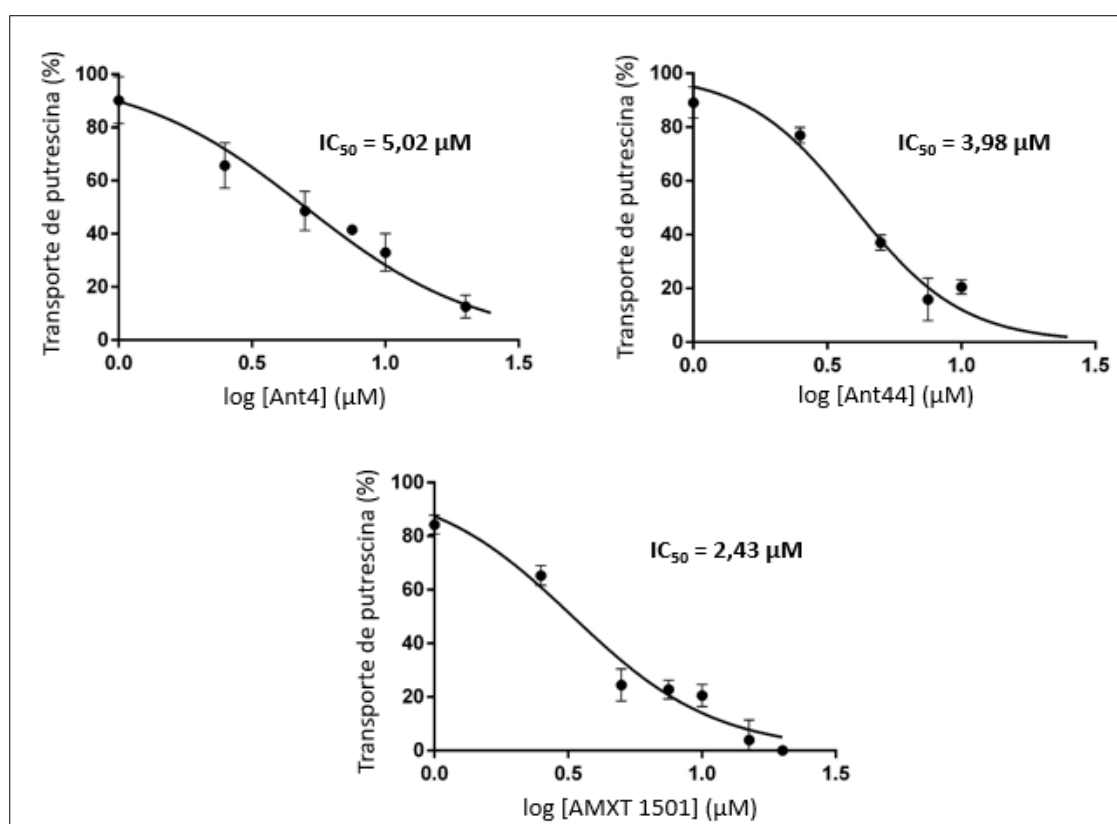 Transporte de putrescina (%)
100
80
60
40
20
0
IC50 = 5,02 µM
0.0 0.5 1.0 1.5
log [Ant4] (µM)
Transporte de putrescina (%)
100
80
60
40
20
0
IC50 = 3,98 µM
0.0 0.5 1.0 1.5
log [Ant44] (µM)
Transporte de putrescina (%)
100
80
60
40
20
0
IC50 = 2,43 µM
0.0 0.5 1.0 1.5
log [AMXT 1501] (µM)